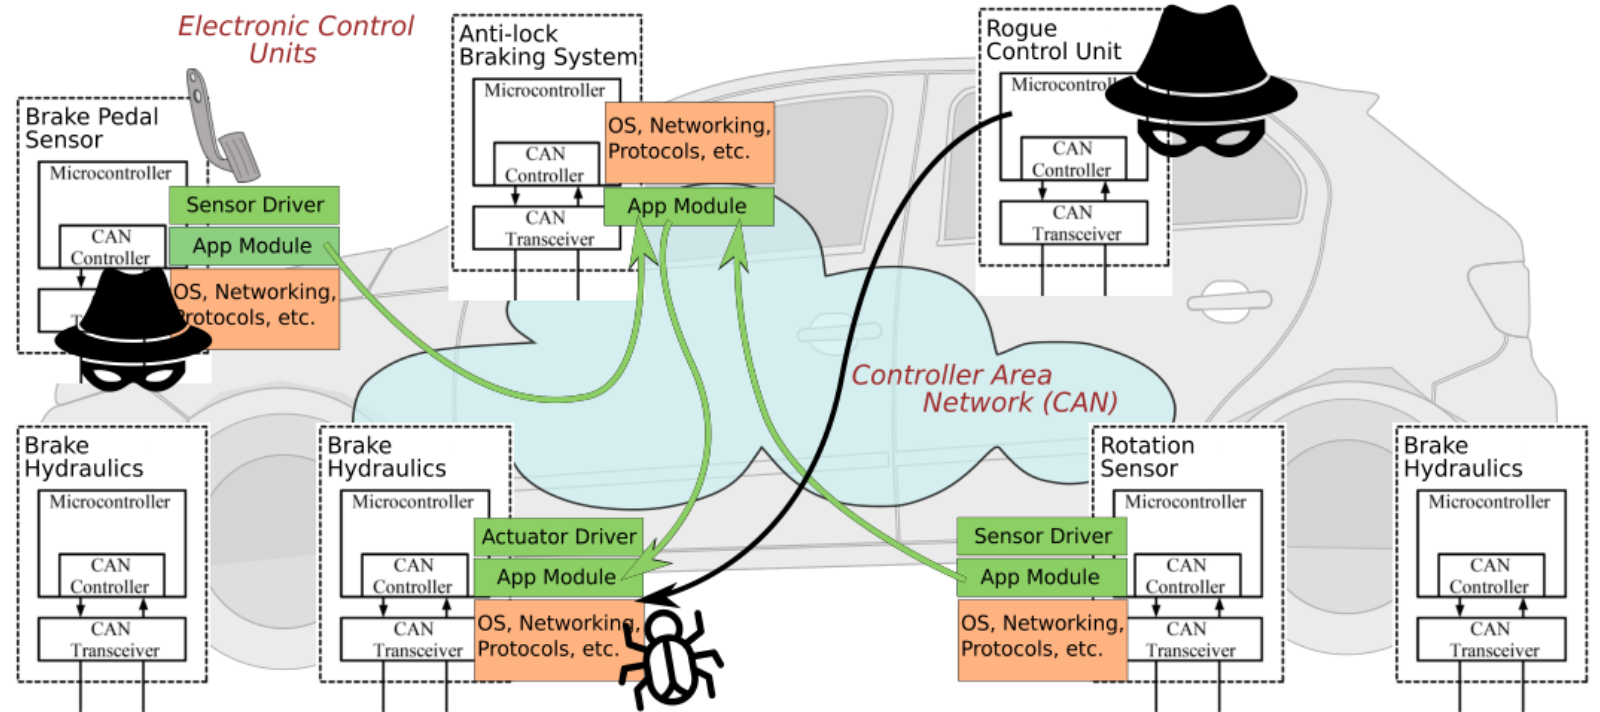 Electronic Control
Units
Brake Pedal
Sensor
Microcontroller
CAN
Controller
Sensor Driver
App Module
OS, Networking,
Protocols, etc.
Anti-lock
Braking System
Microcontroller
CAN
Controller
CAN
Transceiver
OS, Networking,
Protocols, etc.
App Module
Rogue
Control Unit
Microcontrol
CAN
Controller
CAN
Transceiver
Controller Area
Network (CAN)
Brake
Hydraulics
Microcontroller
CAN
Controller
CAN
Transceiver
Brake
Hydraulics
Microcontroller
CAN
Controller
CAN
Transceiver
Actuator Driver
App Module
OS, Networking,
Protocols, etc.
Sensor Driver
App Module
OS, Networking,
Protocols, etc.
Rotation
Sensor
Microcontroller
CAN
Controller
CAN
Transceiver
Brake
Hydraulics
Microcontroller
CAN
Controller
CAN
Transceiver